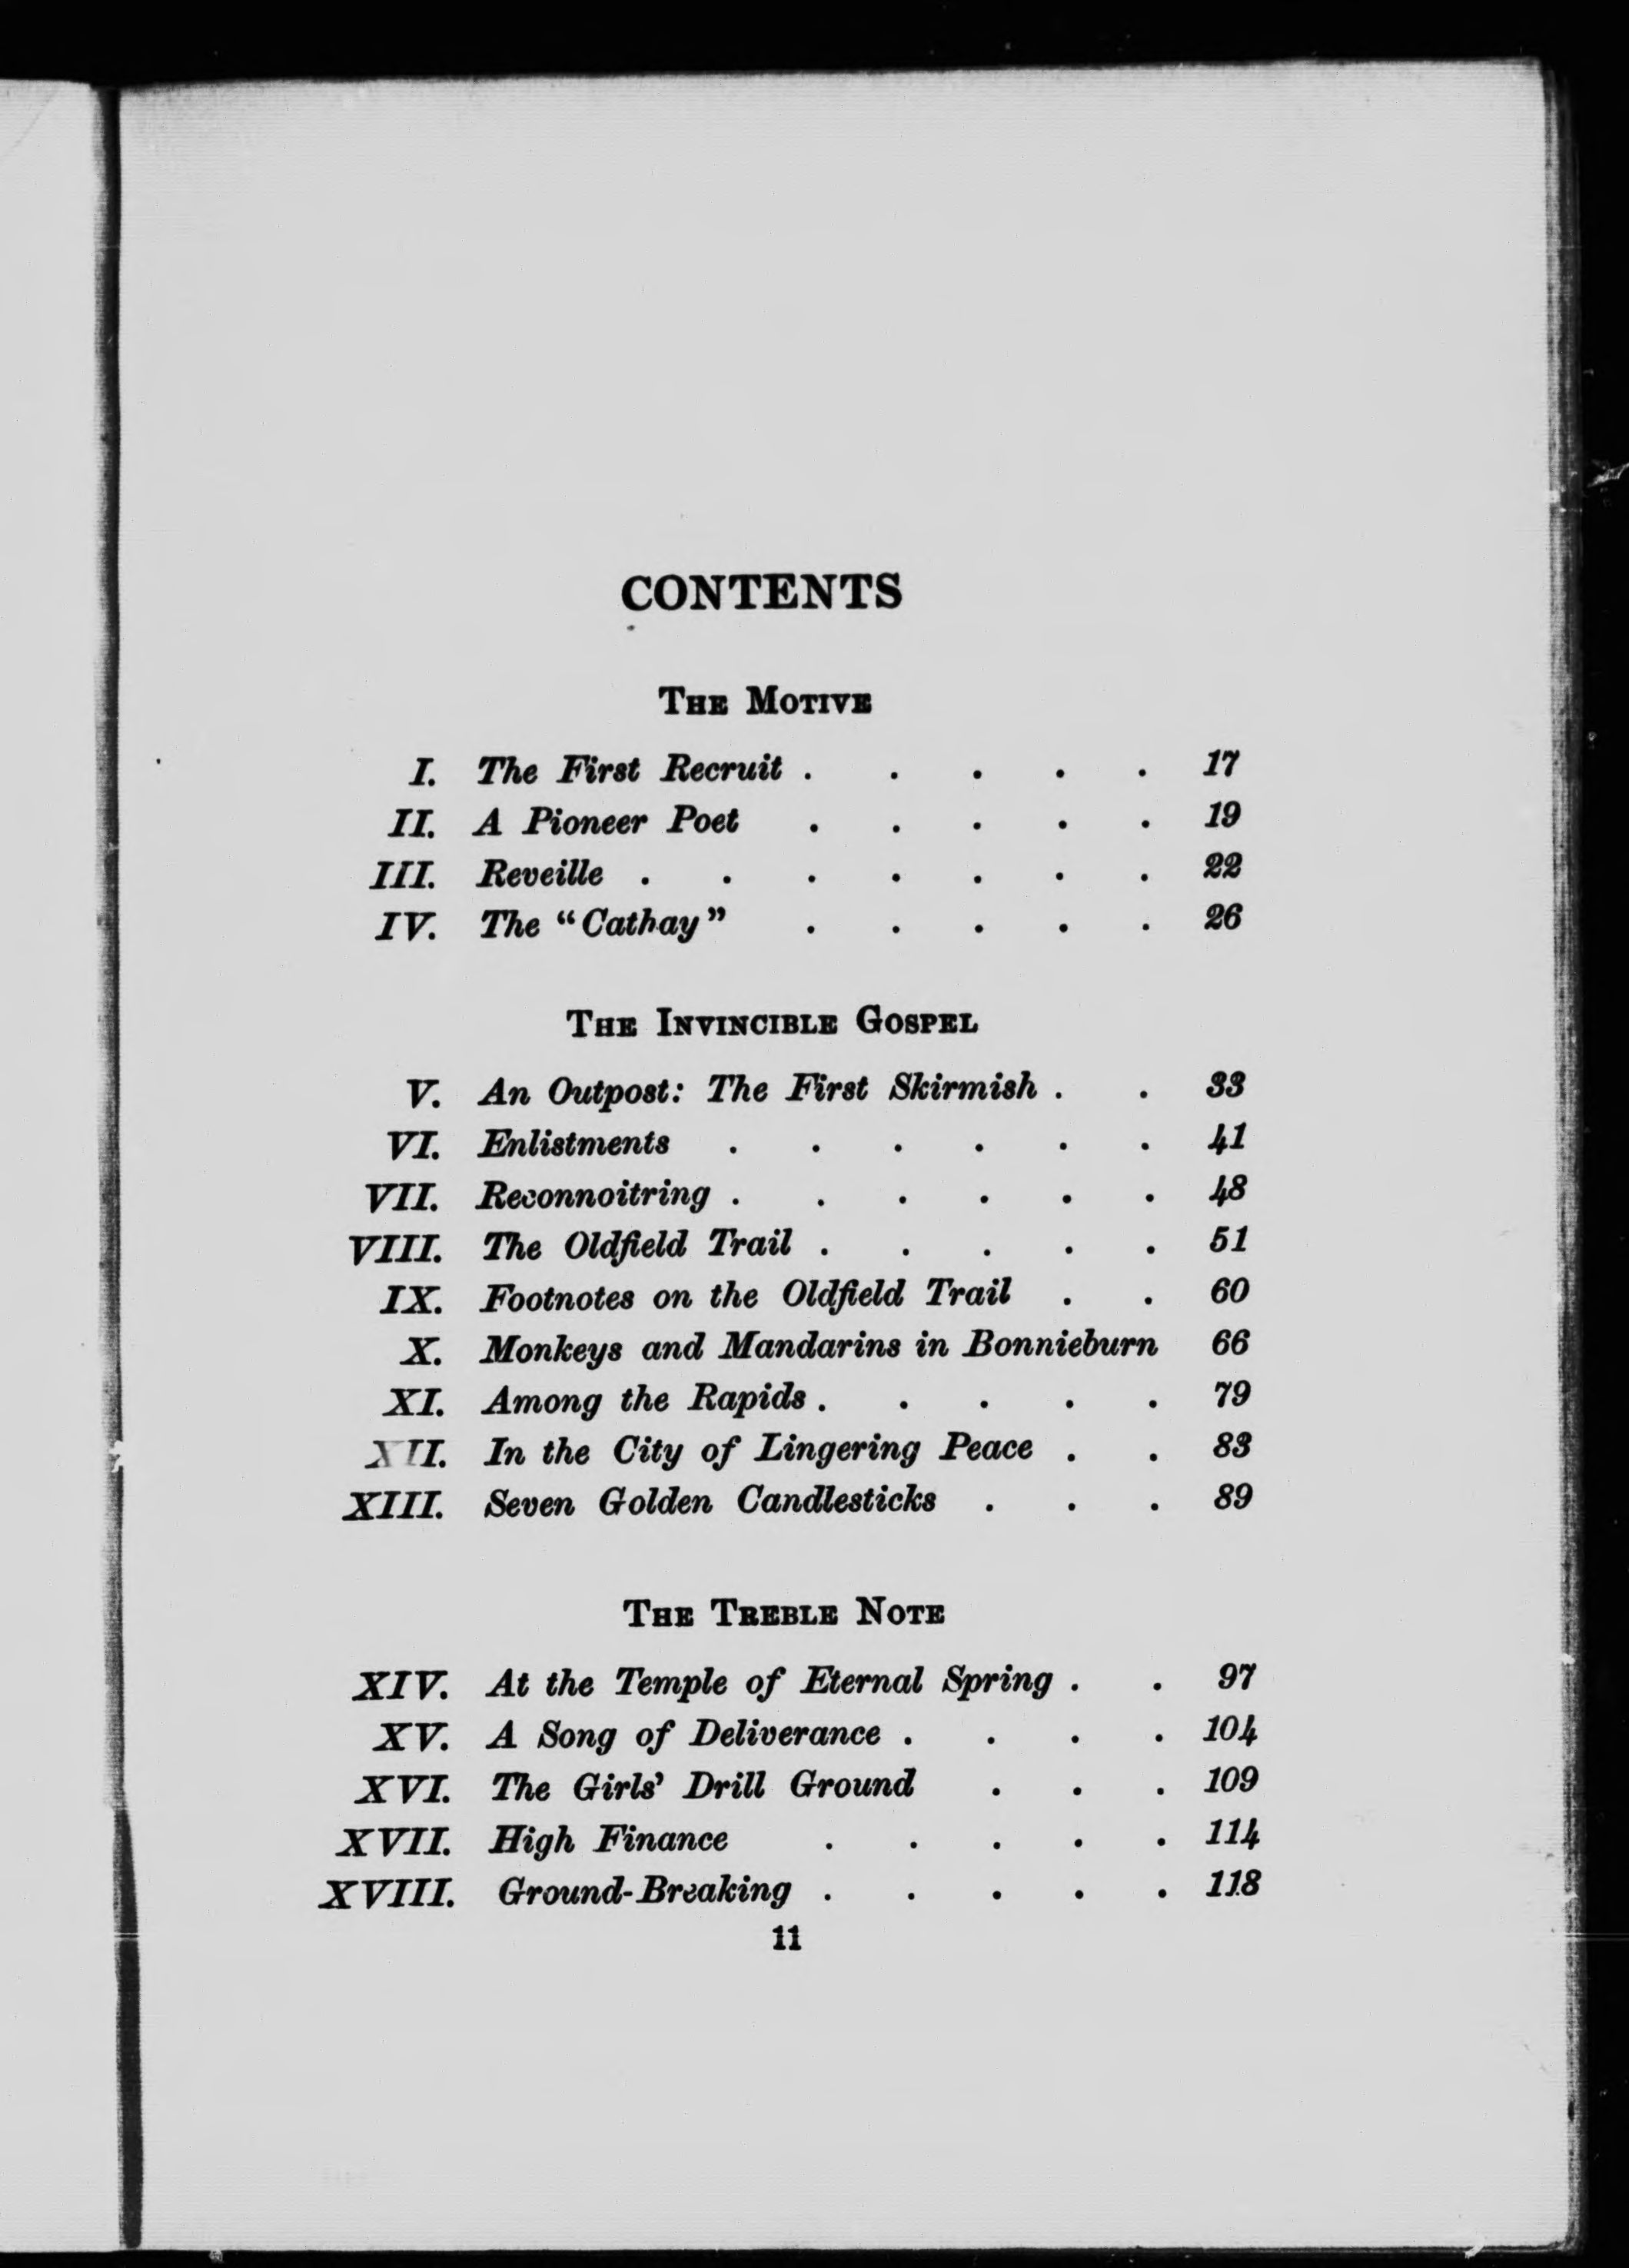 CONTENTS
THE MOTIVE
I. The First Recruit . . . . . 17
II. A Pioneer Poet . . . . . 19
III. Reveille . . . . . . . 22
IV. The "Cathay" . . . . . 26
THE INVINCIBLE GOSPEL
V. An Outpost: The First Skirmish . . 33
VI. Enlistments . . . . . . 41
VII. Reconnoitring . . . . . . 48
VIII. The Oldfield Trail . . . . . 51
IX. Footnotes on the Oldfield Trail . . 60
X. Monkeys and Mandarins in Bonnieburn 66
XI. Among the Rapids . . . . . 79
XII. In the City of Lingering Peace . . 83
XIII. Seven Golden Candlesticks . . . 89
THE TREBLE NOTE
XIV. At the Temple of Eternal Spring . . 97
XV. A Song of Deliverance . . . . 104
XVI. The Girls' Drill Ground . . . 109
XVII. High Finance . . . . . 114
XVIII. Ground-Breaking . . . . . 118
11